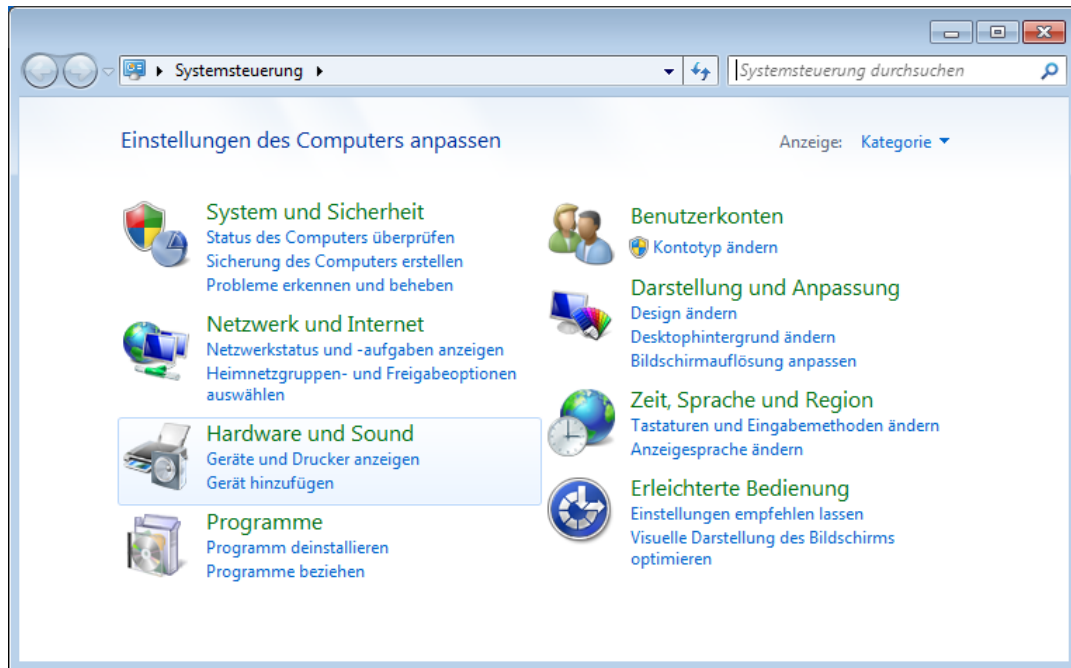 Systemsteuerung
Systemsteuerung durchsuchen
Einstellungen des Computers anpassen
Anzeige: Kategorie
System und Sicherheit
Status des Computers überprüfen
Sicherung des Computers erstellen
Probleme erkennen und beheben
Netzwerk und Internet
Netzwerkstatus und -aufgaben anzeigen
Heimnetzgruppen- und Freigabeoptionen
auswählen
Hardware und Sound
Geräte und Drucker anzeigen
Gerät hinzufügen
Programme
Programm deinstallieren
Programme beziehen
Benutzerkonten
Kontotyp ändern
Darstellung und Anpassung
Design ändern
Desktophintergrund ändern
Bildschirmauflösung anpassen
Zeit, Sprache und Region
Tastaturen und Eingabemethoden ändern
Anzeigesprache ändern
Erleichterte Bedienung
Einstellungen empfehlen lassen
Visuelle Darstellung des Bildschirms
optimieren